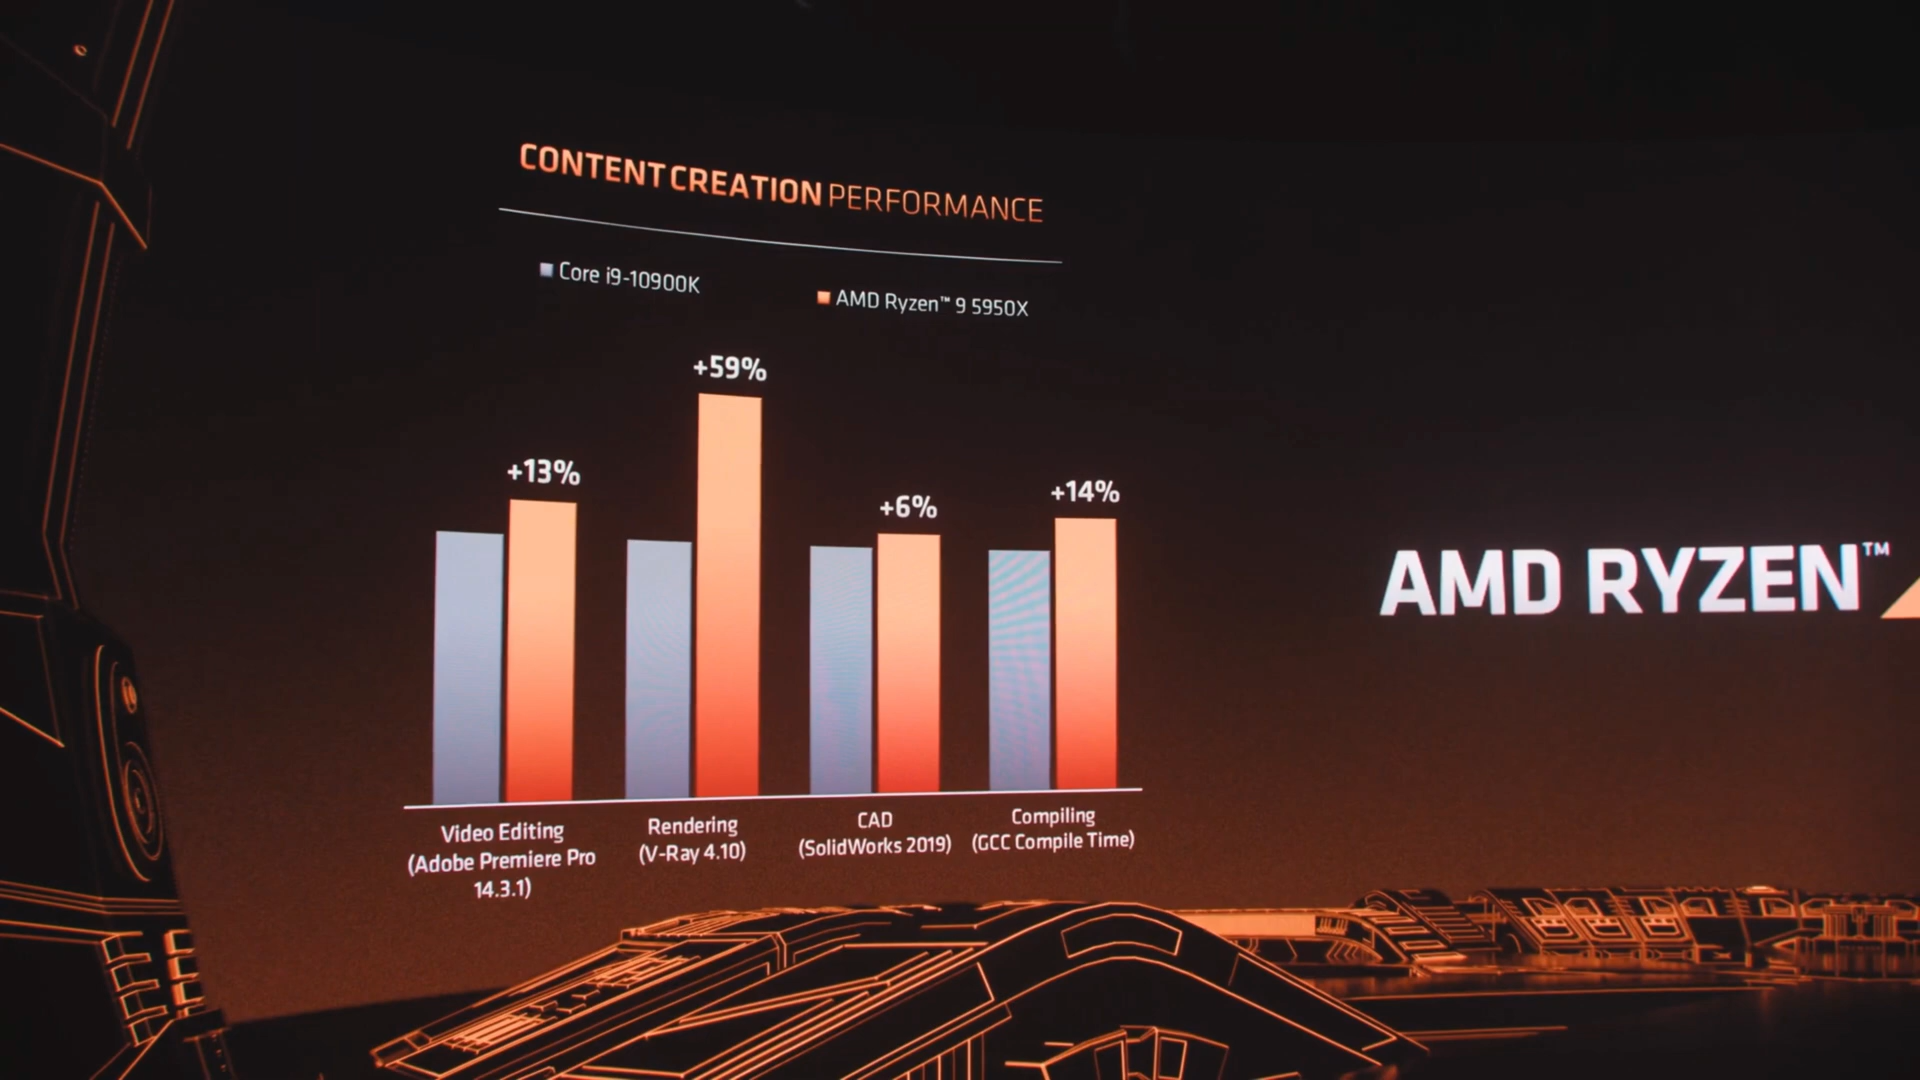 CONTENT CREATION PERFORMANCE
Core i9-10900K
AMD Ryzen™ 9 5950X
+13%
+59%
+6%
+14%
Video Editing
(Adobe Premiere Pro
14.3.1)
Rendering
(V-Ray 4.10)
CAD
(SolidWorks 2019)
Compiling
(GCC Compile Time)
AMD RYZEN™